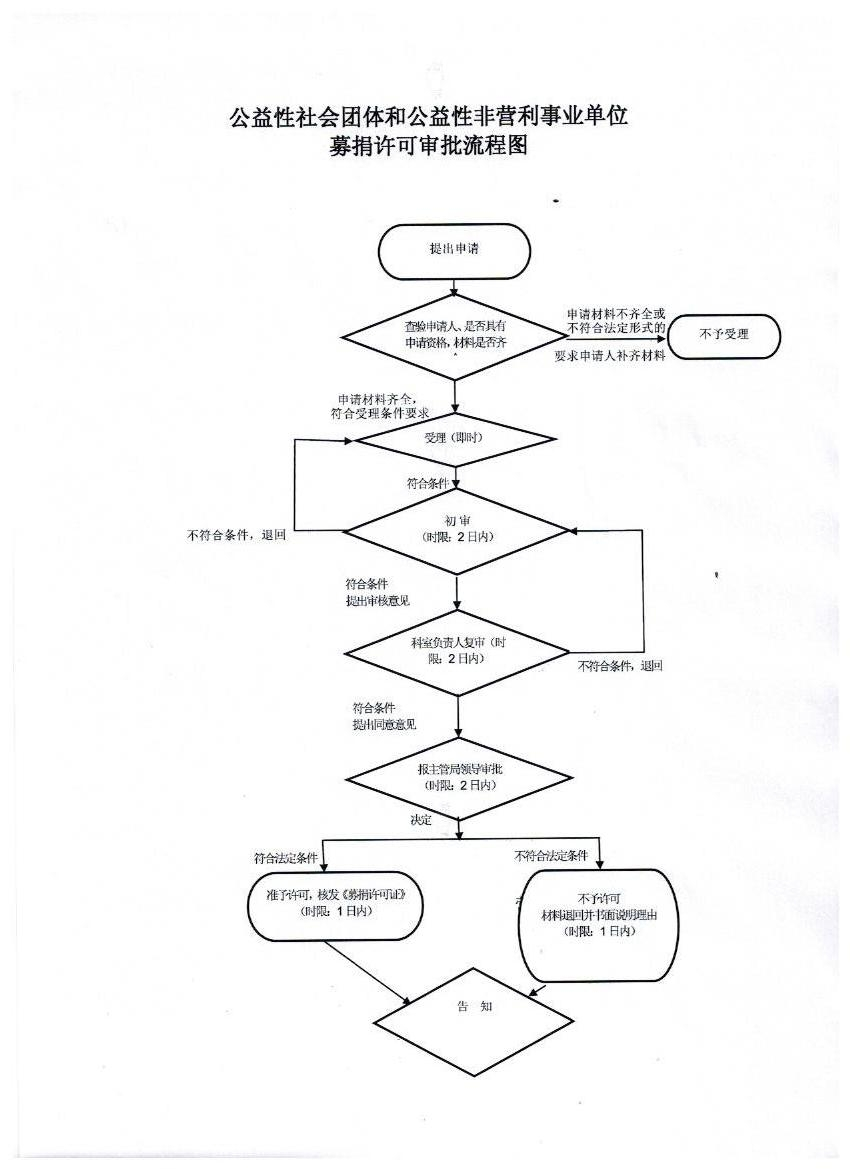 公益性社会团体和公益性非营利事业单位
募捐许可审批流程图
提出申请
查验申请人、是否具有
申请资格，材料是否齐
申请材料不齐全或
不符合法定形式的
要求申请人补齐材料
不予受理
申请材料齐全，
符合受理条件要求
受理（即时）
符合条件
初 审
（时限：2 日内）
不符合条件，退回
符合条件
提出审核意见
科室负责人复审（时
限：2 日内）
不符合条件，退回
符合条件
提出同意意见
报主管局领导审批
（时限：2 日内）
决定
符合法定条件
不符合法定条件
准予许可，核发《募捐许可证》
（时限：1 日内）
不予许可
材料退回并书面说明理由
（时限：1 日内）
告 知